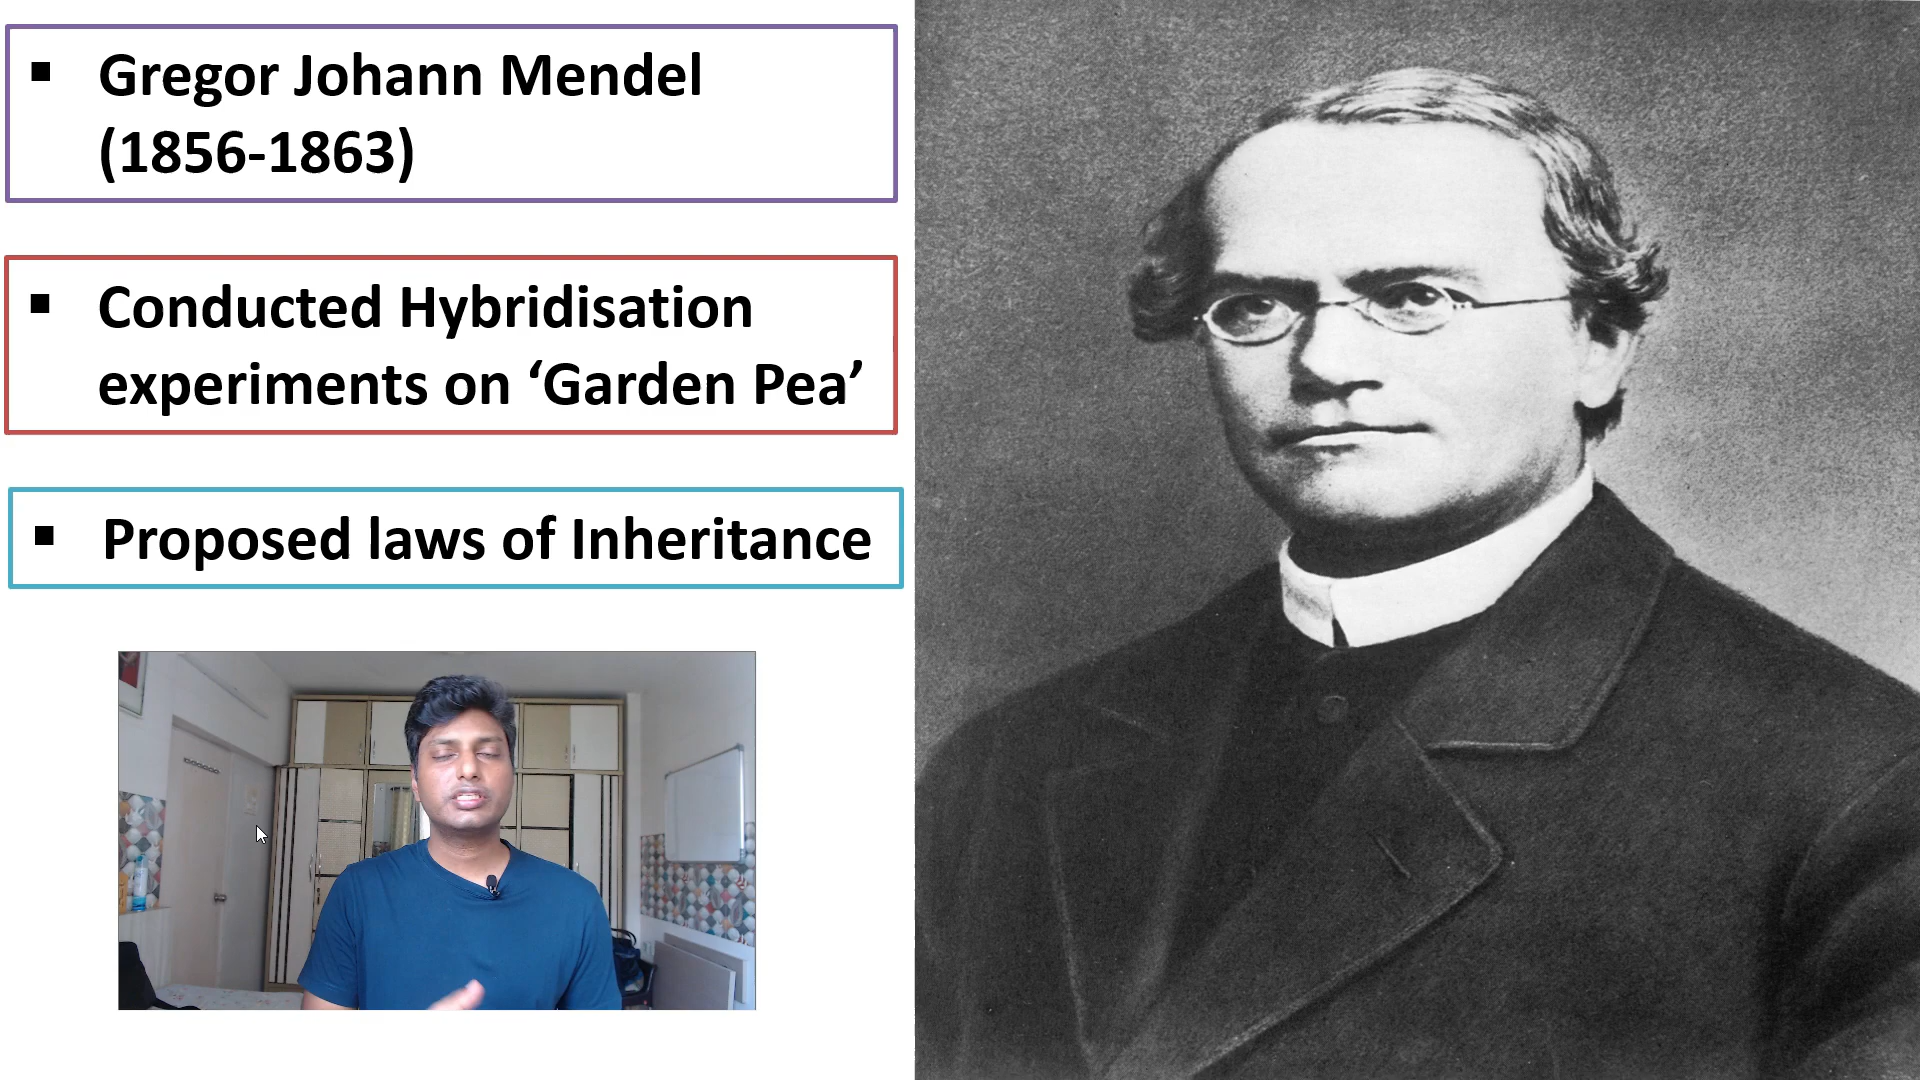 ▪ Gregor Johann Mendel
(1856-1863)
▪ Conducted Hybridisation
experiments on ‘Garden Pea’
▪ Proposed laws of Inheritance